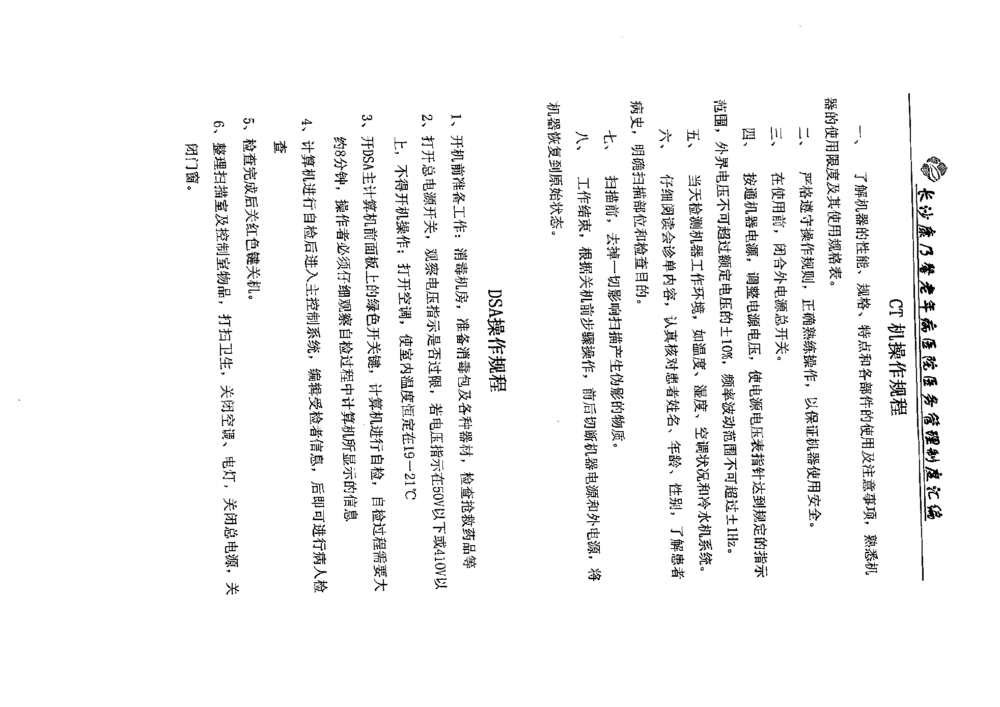 长沙康乃馨老年病医院医务管理制度汇编
CT 机操作规程
一、 了解机器的性能、规格、特点和各部件的使用及注意事项，熟悉机
器的使用限度及其使用规格表。
二、 严格遵守操作规则，正确熟练操作，以保证机器使用安全。
三、 在使用前，闭合外电源总开关。
四、 按通机器电源，调整电源电压，使电源电压表指针达到规定的指示
范围，外界电压不可超过额定电压的±10%，频率波动范围不可超过±1Hz。
五、 当天检测机器工作环境，如温度、湿度、空调状况和冷水机系统。
六、 仔细阅读会诊单内容，认真核对患者姓名、年龄、性别，了解患者
病史，明确扫描部位和检查目的。
七、 扫描前，去掉一切影响扫描产生伪影的物质。
八、 工作结束，根据关机前步骤操作，前后切断机器电源和外电源，将
机器恢复到原始状态。
DSA操作规程
1、开机前准备工作：消毒机房，准备消毒包及各种器材，检查抢救药品等
2、打开总电源开关，观察电压指示是否过限，若电压指示在50V以下或410V以
上，不得开机操作；打开空调，使室内温度恒定在19—21℃
3、开DSA主计算机前面板上的绿色开关键，计算机进行自检，自检过程需要大
约8分钟，操作者必须仔细观察自检过程中计算机所显示的信息
4、计算机进行自检后进入主控制系统，编辑受检者信息，后即可进行病人检
查
5、检查完成后关红色键关机。
6、整理扫描室及控制室物品，打扫卫生，关闭空调、电灯，关闭总电源，关
闭门窗。